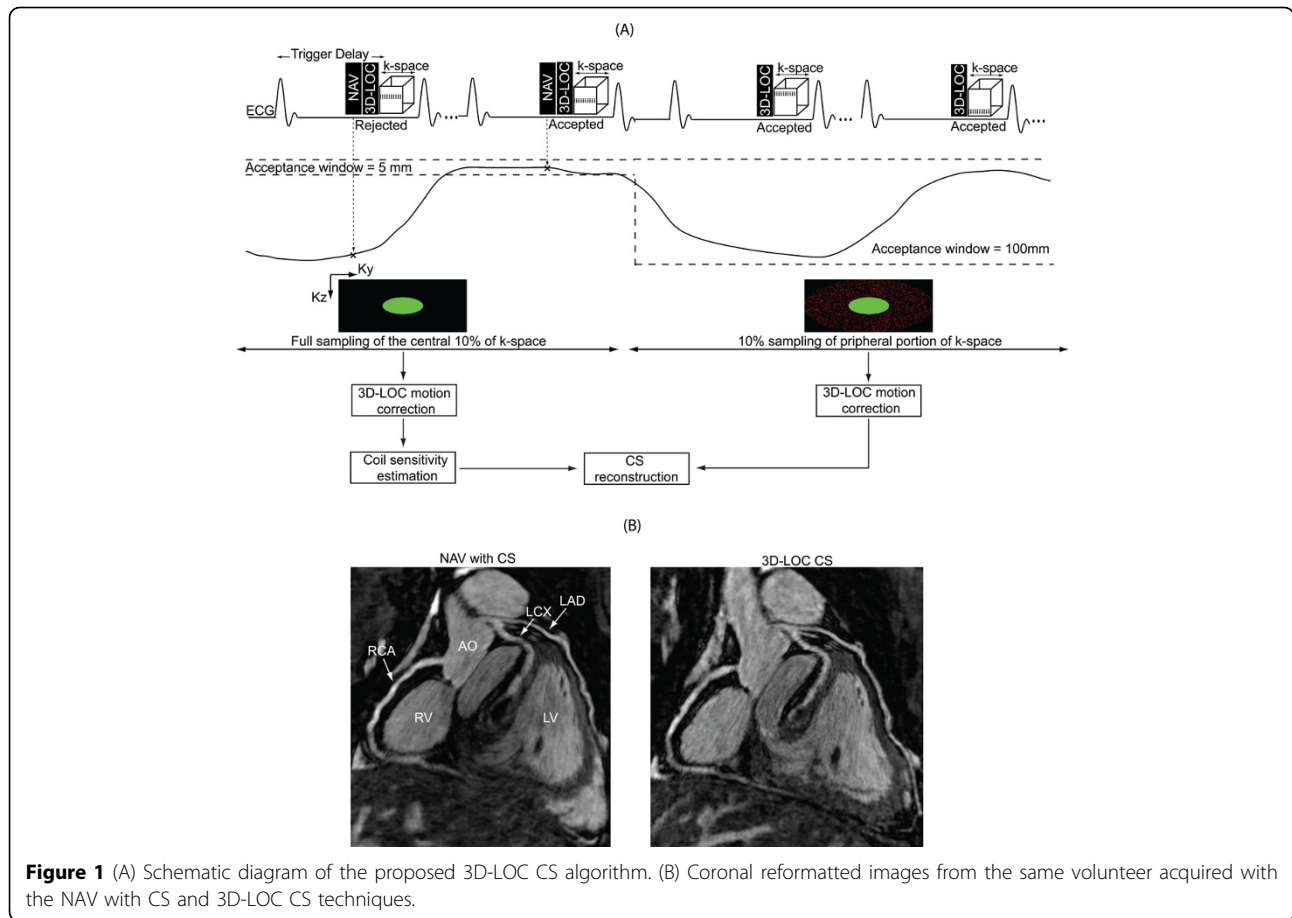 (A)
Trigger Delay
k-space
k-space
k-space
k-space
NAV
3D-LOC
NAV
3D-LOC
3D-LOC
3D-LOC
ECG
Rejected
...
Accepted
Accepted
...
Accepted
...
Acceptance window = 5 mm
Acceptance window = 100mm
Ky
Kz
Full sampling of the central 10% of k-space
10% sampling of pripheral portion of k-space
3D-LOC motion
correction
3D-LOC motion
correction
Coil sensitivity
estimation
CS
reconstruction
(B)
NAV with CS
3D-LOC CS
LAD
LCX
AO
RCA
RV
LV
Figure 1 (A) Schematic diagram of the proposed 3D-LOC CS algorithm. (B) Coronal reformatted images from the same volunteer acquired with
the NAV with CS and 3D-LOC CS techniques.